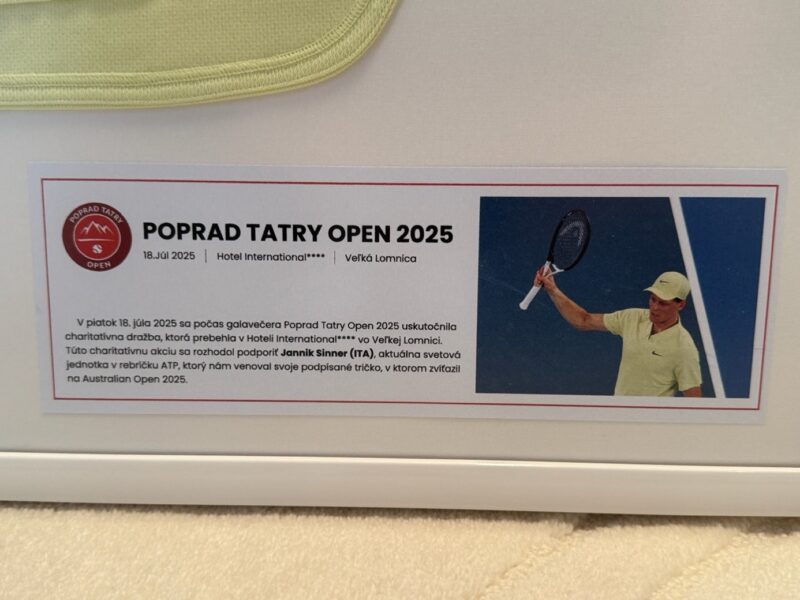 POPRAD TATRY
OPEN
POPRAD TATRY OPEN 2025
18.Júl 2025 | Hotel International**** | Veľká Lomnica
V piatok 18. júla 2025 sa počas galavečera Poprad Tatry Open 2025 uskutočnila
charitatívna dražba, ktorá prebehla v Hoteli International**** vo Veľkej Lomnici.
Túto charitatívnu akciu sa rozhodol podporiť Jannik Sinner (ITA), aktuálna svetová
jednotka v rebríčku ATP, ktorý nám venoval svoje podpísané tričko, v ktorom zvíťazil
na Australian Open 2025.